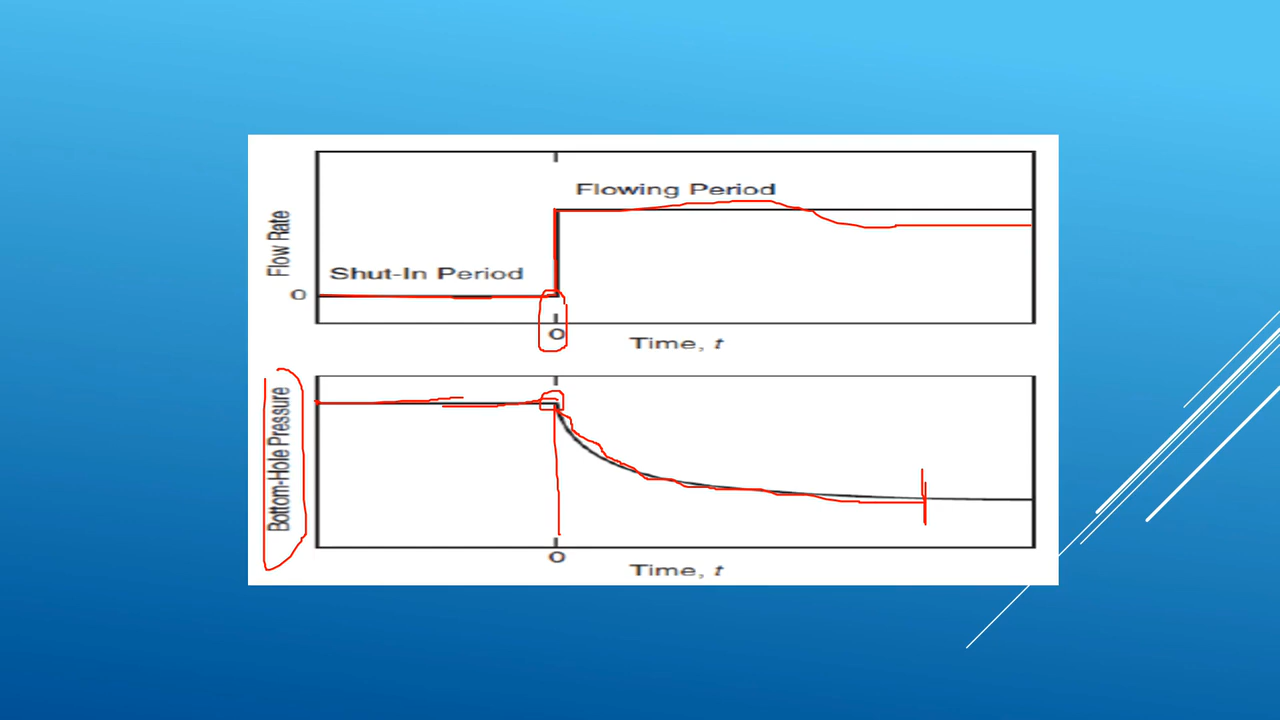 Flowing Period
Flow Rate
Shut-In Period
0
0
Time, t
Bottom-Hole Pressure
0
Time, t